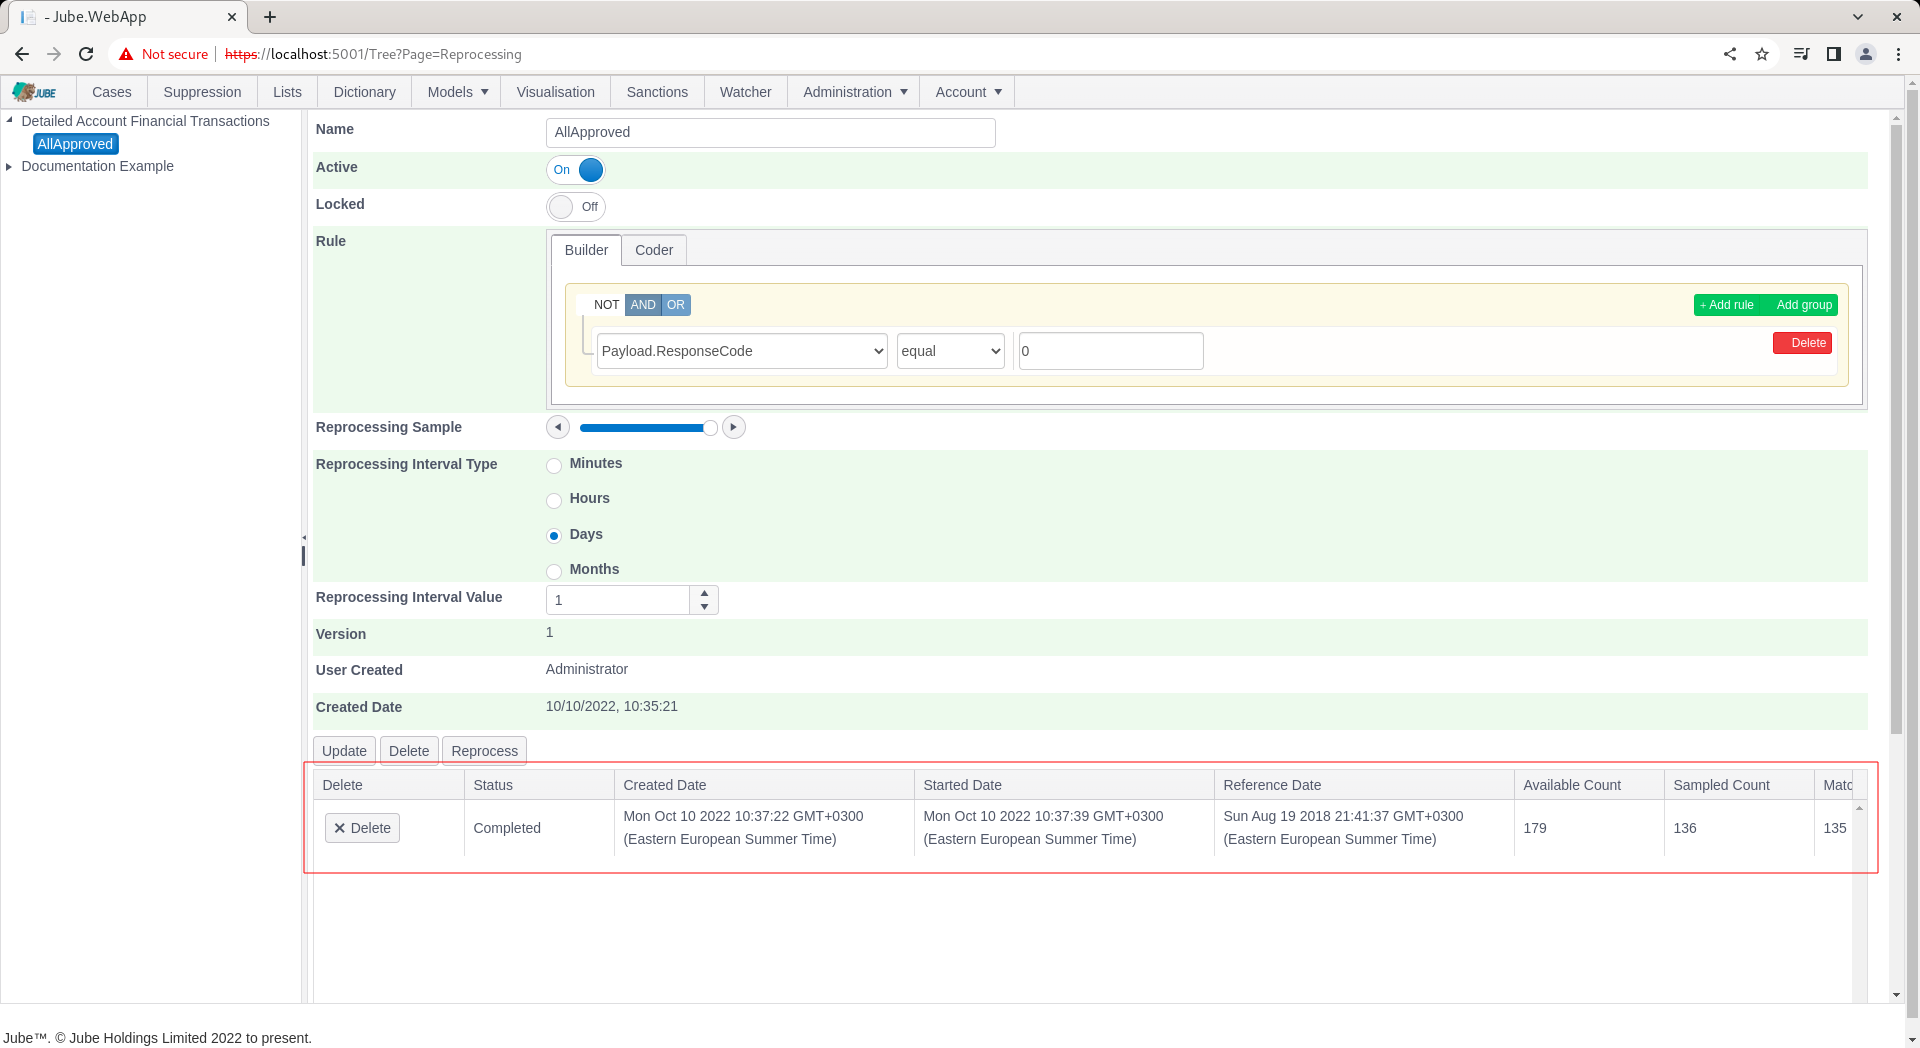 - Jube.WebApp
Not secure
https://localhost:5001/Tree?Page=Reprocessing
JUBE
Cases
Suppression
Lists
Dictionary
Models
Visualisation
Sanctions
Watcher
Administration
Account
Detailed Account Financial Transactions
AllApproved
Documentation Example
Name
AllApproved
Active
On
Locked
Off
Rule
Builder
Coder
NOT AND OR
+ Add rule
Add group
Payload.ResponseCode
equal
0
Delete
Reprocessing Sample
Reprocessing Interval Type
Minutes
Hours
Days
Months
Reprocessing Interval Value
1
Version
1
User Created
Administrator
Created Date
10/10/2022, 10:35:21
Update
Delete
Reprocess
Delete
Status
Created Date
Started Date
Reference Date
Available Count
Sampled Count
Matc
Delete
Completed
Mon Oct 10 2022 10:37:22 GMT+0300
(Eastern European Summer Time)
Mon Oct 10 2022 10:37:39 GMT+0300
(Eastern European Summer Time)
Sun Aug 19 2018 21:41:37 GMT+0300
(Eastern European Summer Time)
179
136
135
Jube™. © Jube Holdings Limited 2022 to present.